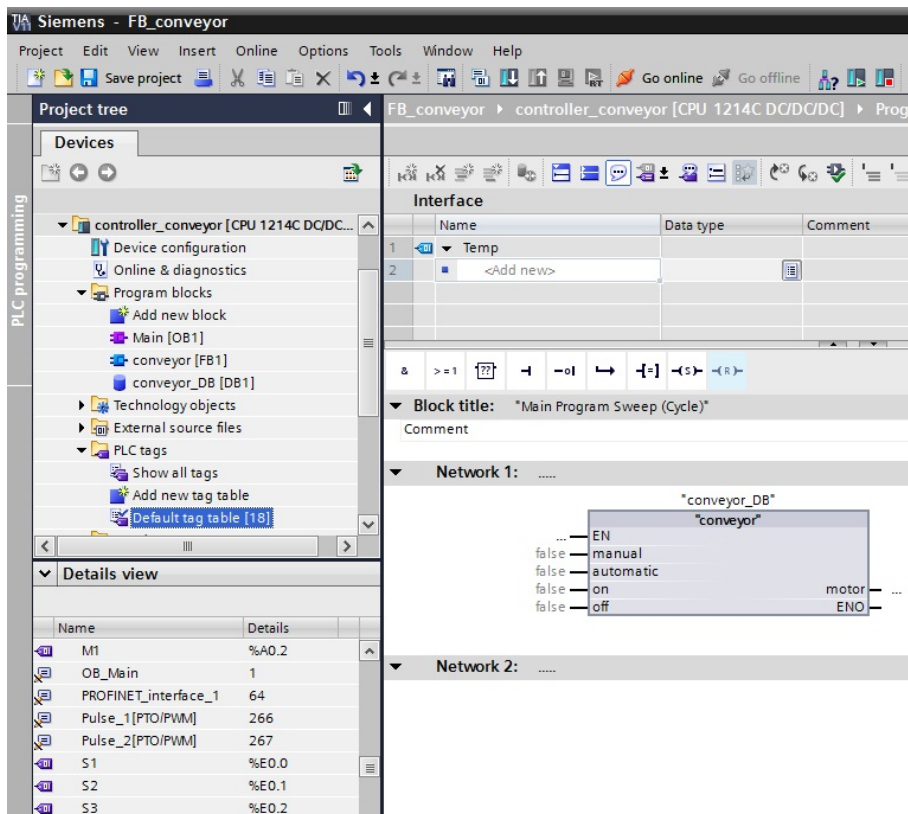 Siemens - FB_conveyor
Project Edit View Insert Online Options Tools Window Help
Save project Go online Go offline
Project tree
FB_conveyor controller_conveyor [CPU 1214C DC/DC/DC] Prog
Devices
PLC programming
controller_conveyor [CPU 1214C DC/DC...
Device configuration
Online & diagnostics
Program blocks
Add new block
Main [OB1]
conveyor [FB1]
conveyor_DB [DB1]
Technology objects
External source files
PLC tags
Show all tags
Add new tag table
Default tag table [18]
Interface
Name Data type Comment
1 Temp
2 <Add new>
& >=1 ?? -( S )- -( R )-
Block title: "Main Program Sweep (Cycle)"
Comment
Network 1: .....
"conveyor_DB"
"conveyor"
... EN
false manual
false automatic
false on motor ...
false off ENO
Network 2: .....
Details view
Name Details
M1 %A0.2
OB_Main 1
PROFINET_interface_1 64
Pulse_1[PTO/PWM] 266
Pulse_2[PTO/PWM] 267
S1 %E0.0
S2 %E0.1
S3 %E0.2